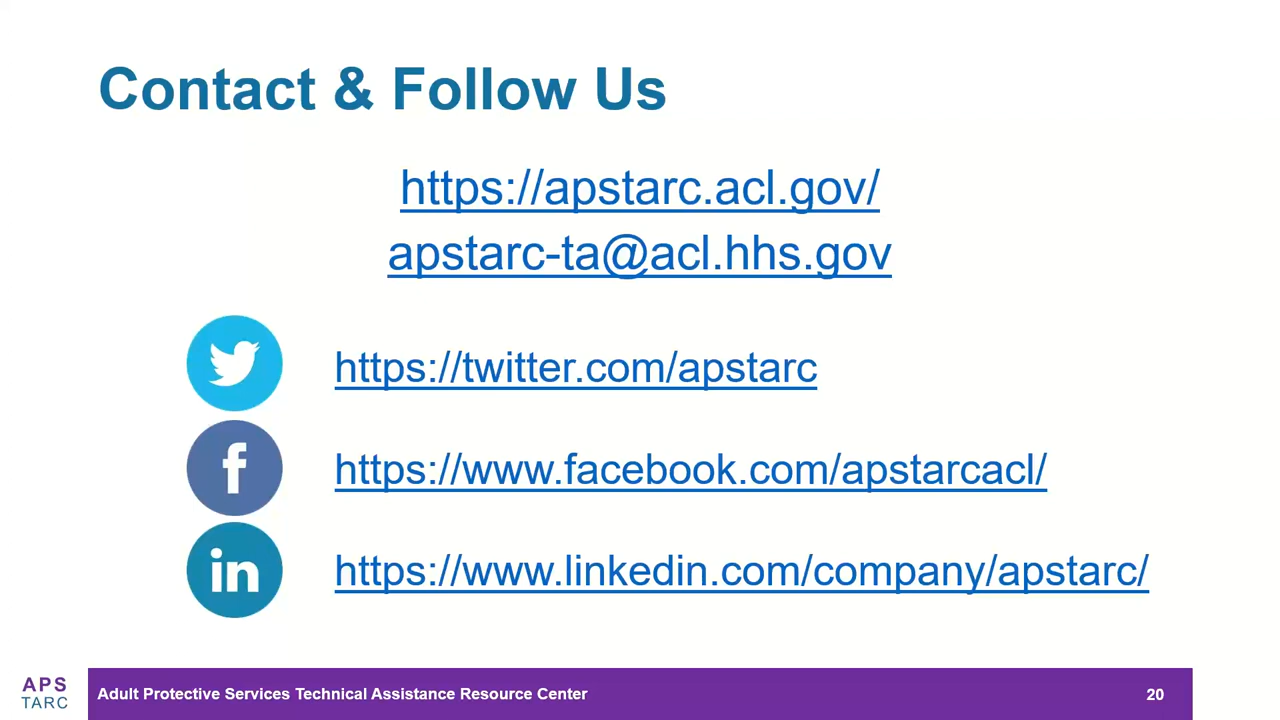 Contact & Follow Us
https://apstarc.acl.gov/
apstarc-ta@acl.hhs.gov
https://twitter.com/apstarc
https://www.facebook.com/apstarcacl/
https://www.linkedin.com/company/apstarc/
APS
TARC
Adult Protective Services Technical Assistance Resource Center
20